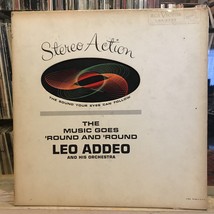 Stereo Action
THE SOUND YOUR EYES CAN FOLLOW
THE
MUSIC GOES
'ROUND AND 'ROUND
LEO ADDEO
AND HIS ORCHESTRA